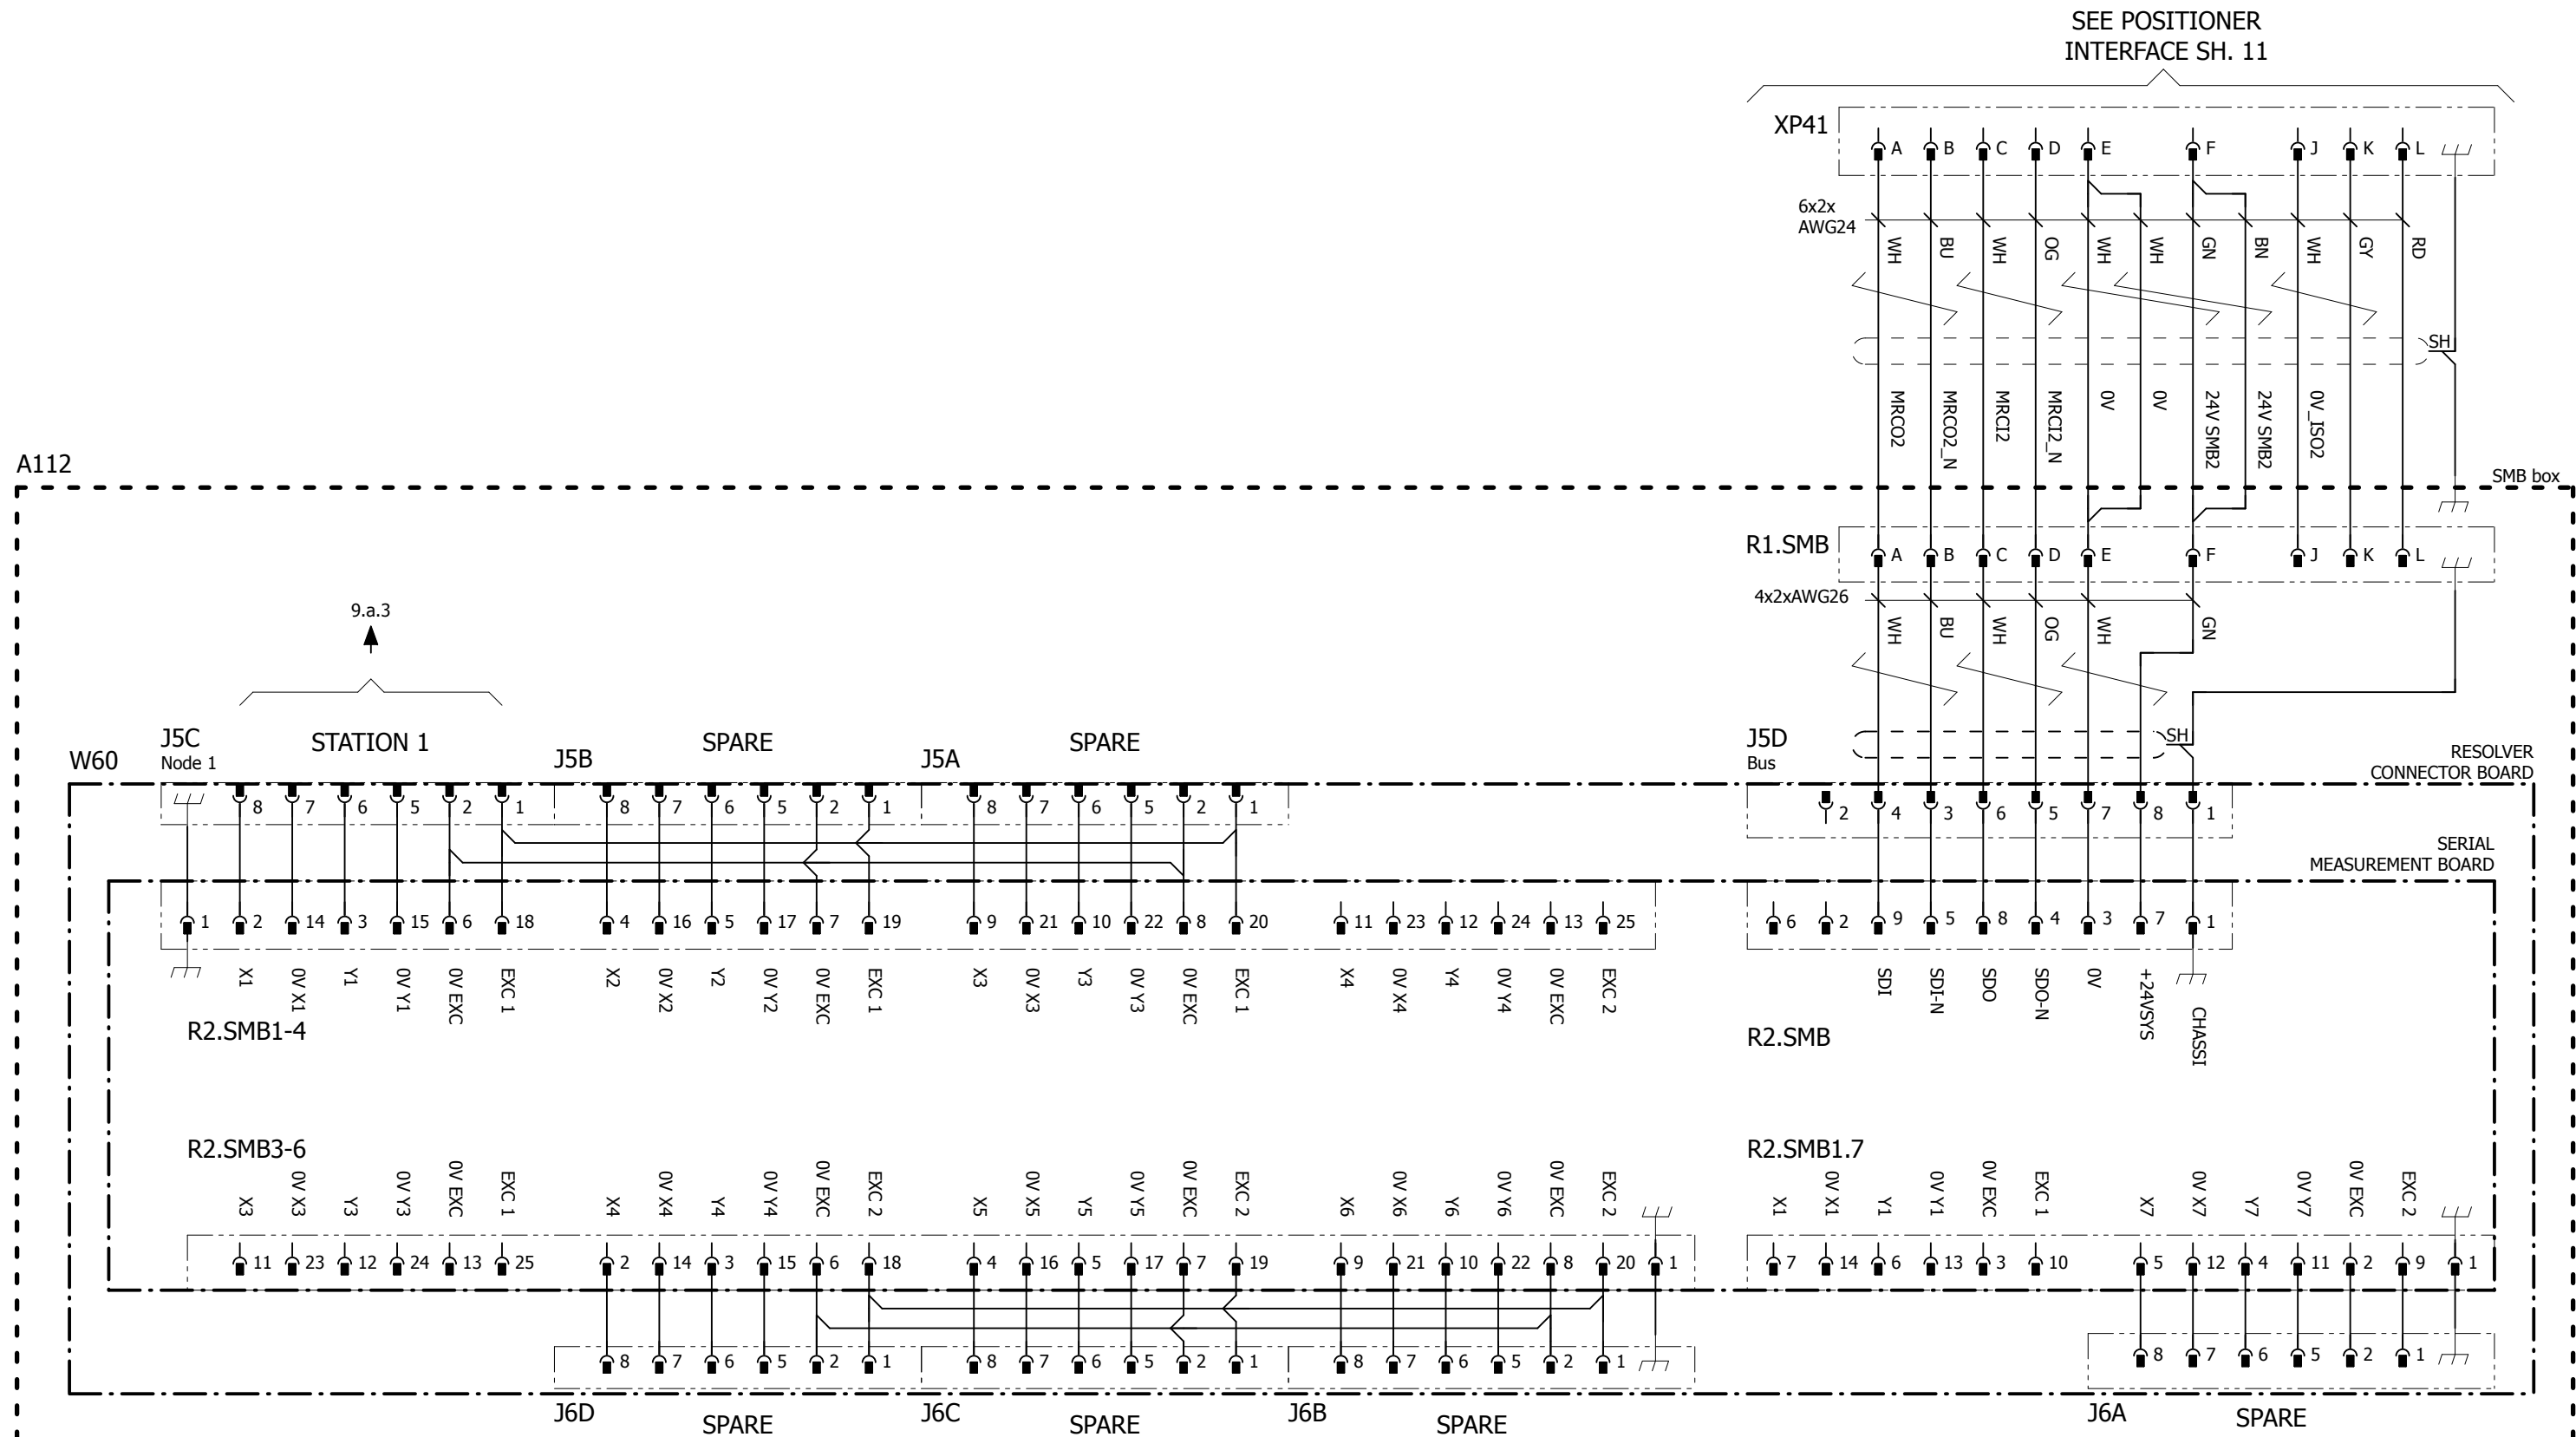 SEE POSITIONER
INTERFACE SH. 11
XP41
A B C D E F J K L
6x2x
AWG24
WH BU WH OG WH WH GN BN WH GY RD
SH
MRCO2 MRCO2_N MRCI2 MRCI2_N 0V 0V 24V SMB2 24V SMB2 0V_ISO2
A112
SMB box
R1.SMB
A B C D E F J K L
4x2xAWG26
WH BU WH OG WH GN
9.a.3
SH
W60
J5C
Node 1
STATION 1
J5B
SPARE
J5A
SPARE
J5D
Bus
RESOLVER
CONNECTOR BOARD
8 7 6 5 2 1 8 7 6 5 2 1 8 7 6 5 2 1 2 4 3 6 5 7 8 1
SERIAL
MEASUREMENT BOARD
1 2 14 3 15 6 18 4 16 5 17 7 19 9 21 10 22 8 20 11 23 12 24 13 25 6 2 9 5 8 4 3 7 1
X1 0V X1 Y1 0V Y1 0V EXC EXC 1 X2 0V X2 Y2 0V Y2 0V EXC EXC 1 X3 0V X3 Y3 0V Y3 0V EXC EXC 1 X4 0V X4 Y4 0V Y4 0V EXC EXC 2 SDI SDI-N SDO SDO-N 0V +24VSYS CHASSI
R2.SMB1-4
R2.SMB
R2.SMB3-6
R2.SMB1.7
X3 0V X3 Y3 0V Y3 0V EXC EXC 1 X4 0V X4 Y4 0V Y4 0V EXC EXC 2 X5 0V X5 Y5 0V Y5 0V EXC EXC 2 X6 0V X6 Y6 0V Y6 0V EXC EXC 2 X1 0V X1 Y1 0V Y1 0V EXC EXC 1 X7 0V X7 Y7 0V Y7 0V EXC EXC 2
11 23 12 24 13 25 2 14 3 15 6 18 4 16 5 17 7 19 9 21 10 22 8 20 1 7 14 6 13 3 10 5 12 4 11 2 9 1
8 7 6 5 2 1 8 7 6 5 2 1 8 7 6 5 2 1 8 7 6 5 2 1
J6D
SPARE
J6C
SPARE
J6B
SPARE
J6A
SPARE